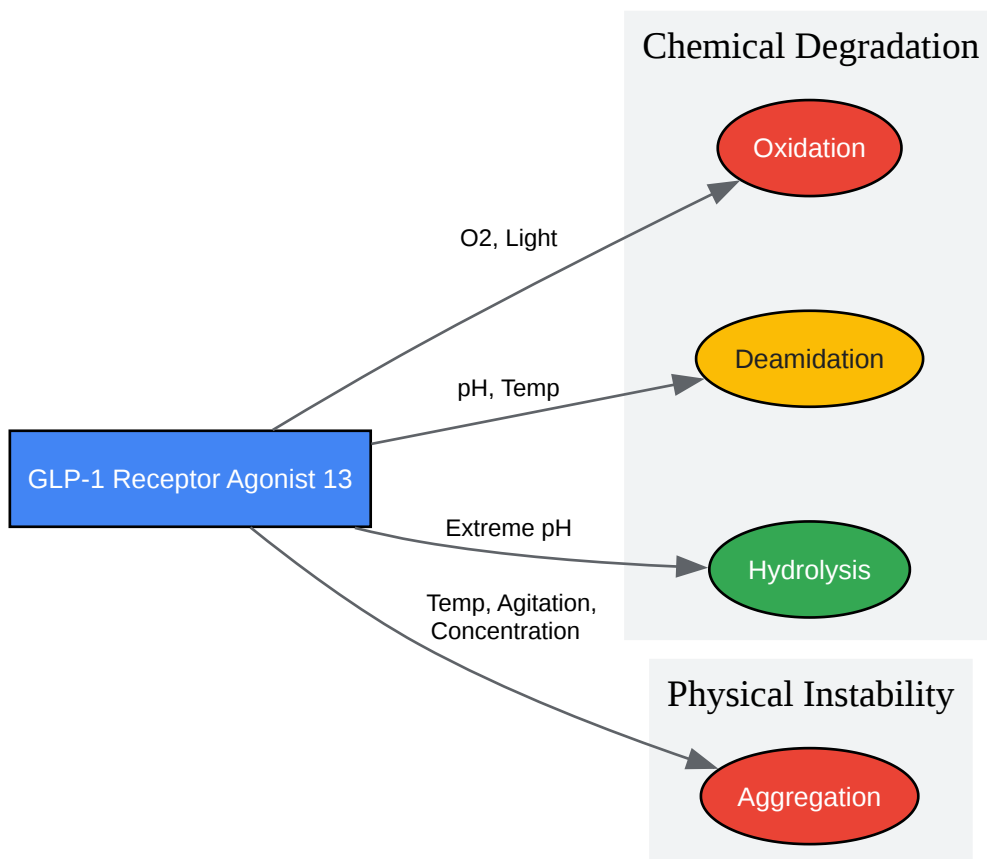 Chemical Degradation
Oxidation
O2, Light
Deamidation
pH, Temp
GLP-1 Receptor Agonist 13
Extreme pH
Hydrolysis
Temp, Agitation,
Concentration
Physical Instability
Aggregation